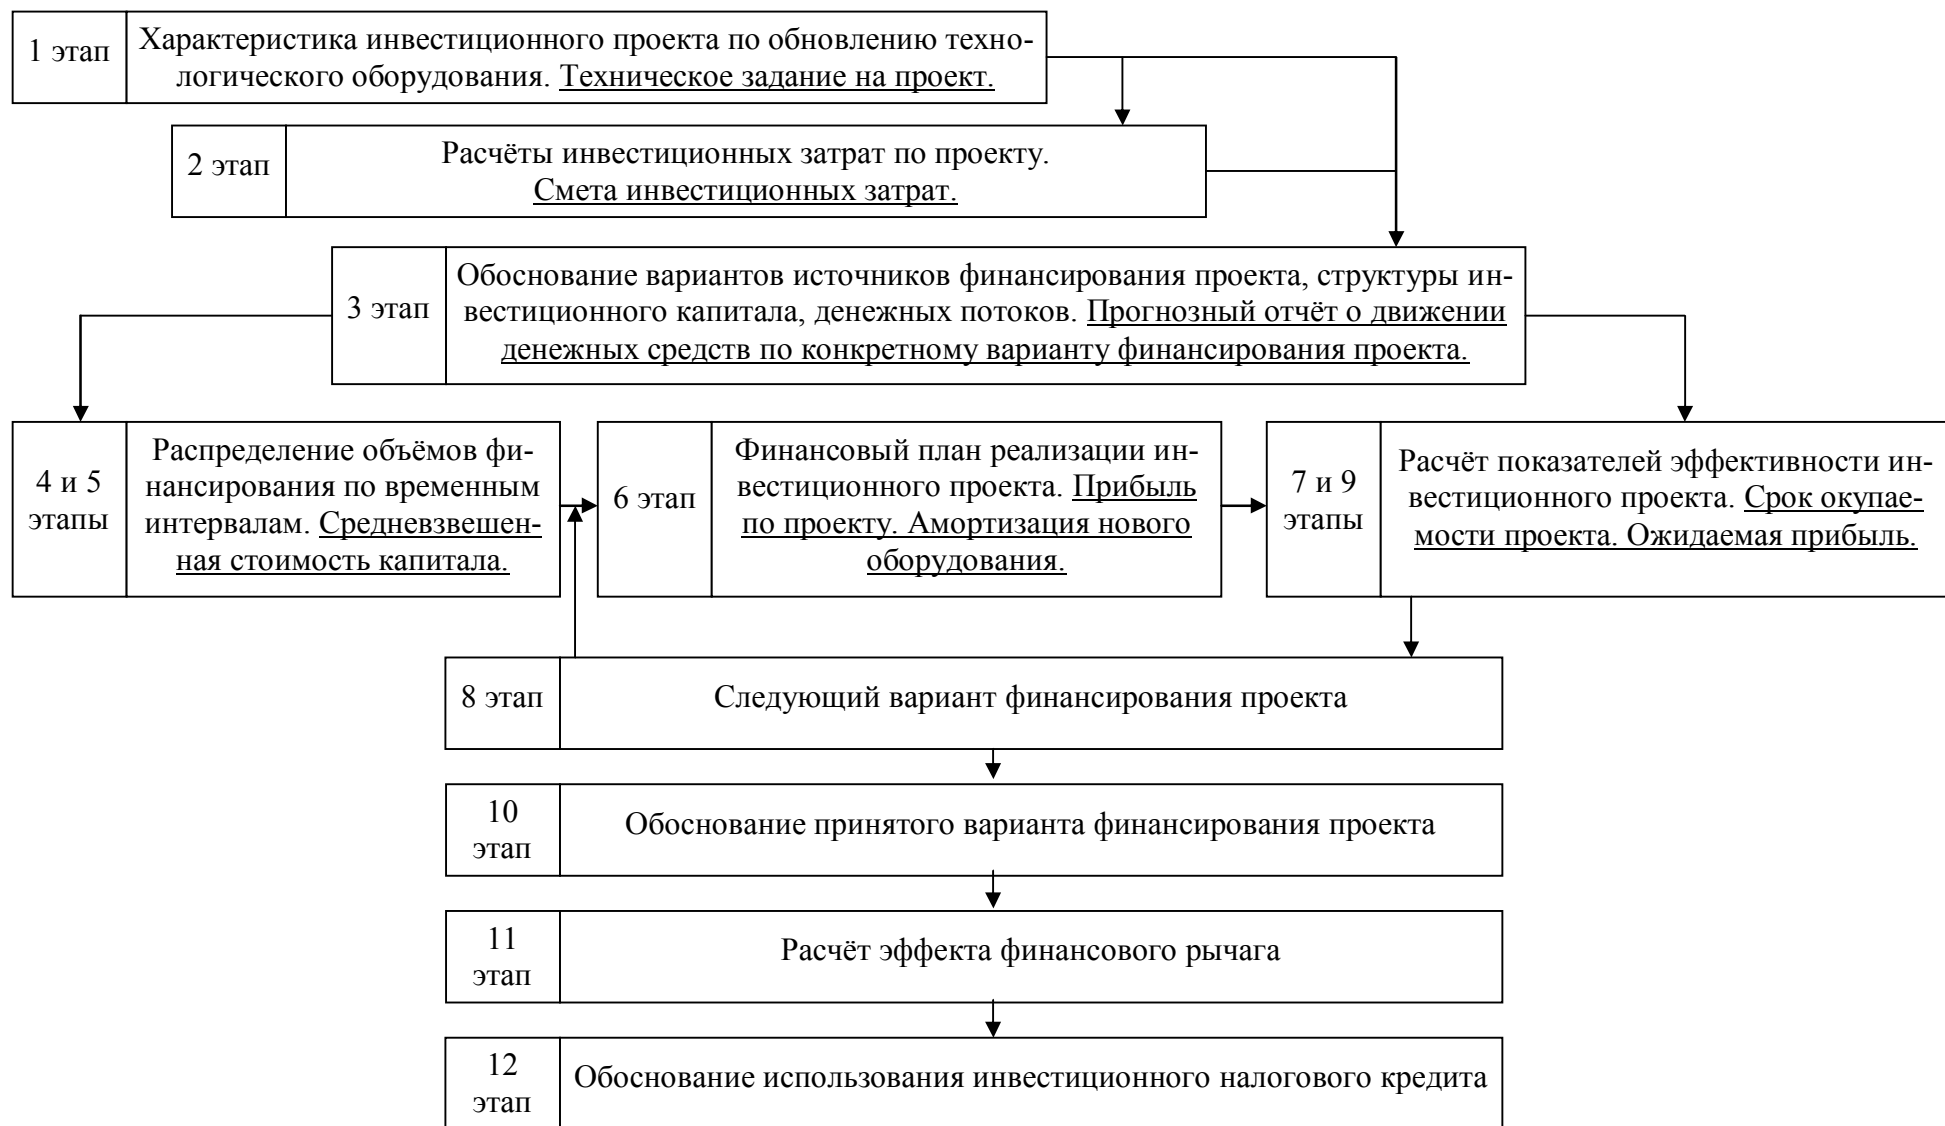 1 этап
Характеристика инвестиционного проекта по обновлению техно-
логического оборудования. Техническое задание на проект.
2 этап
Расчёты инвестиционных затрат по проекту.
Смета инвестиционных затрат.
3 этап
Обоснование вариантов источников финансирования проекта, структуры ин-
вестиционного капитала, денежных потоков. Прогнозный отчёт о движении
денежных средств по конкретному варианту финансирования проекта.
4 и 5
этапы
Распределение объёмов фи-
нансирования по временным
интервалам. Средневзвешен-
ная стоимость капитала.
6 этап
Финансовый план реализации ин-
вестиционного проекта. Прибыль
по проекту. Амортизация нового
оборудования.
7 и 9
этапы
Расчёт показателей эффективности ин-
вестиционного проекта. Срок окупае-
мости проекта. Ожидаемая прибыль.
8 этап
Следующий вариант финансирования проекта
10
этап
Обоснование принятого варианта финансирования проекта
11
этап
Расчёт эффекта финансового рычага
12
этап
Обоснование использования инвестиционного налогового кредита